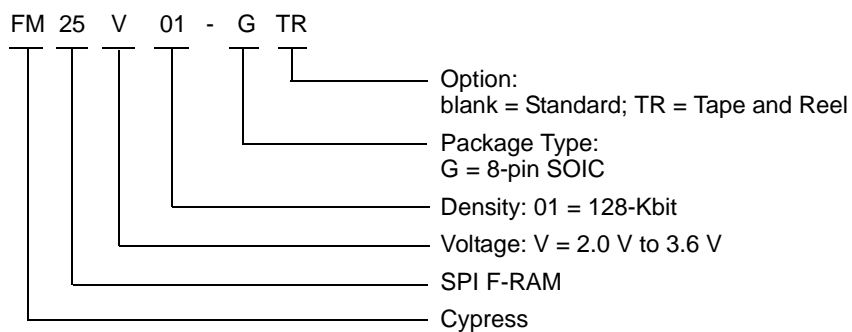 FM 25 V 01 - G TR
Option:
blank = Standard; TR = Tape and Reel
Package Type:
G = 8-pin SOIC
Density: 01 = 128-Kbit
Voltage: V = 2.0 V to 3.6 V
SPI F-RAM
Cypress